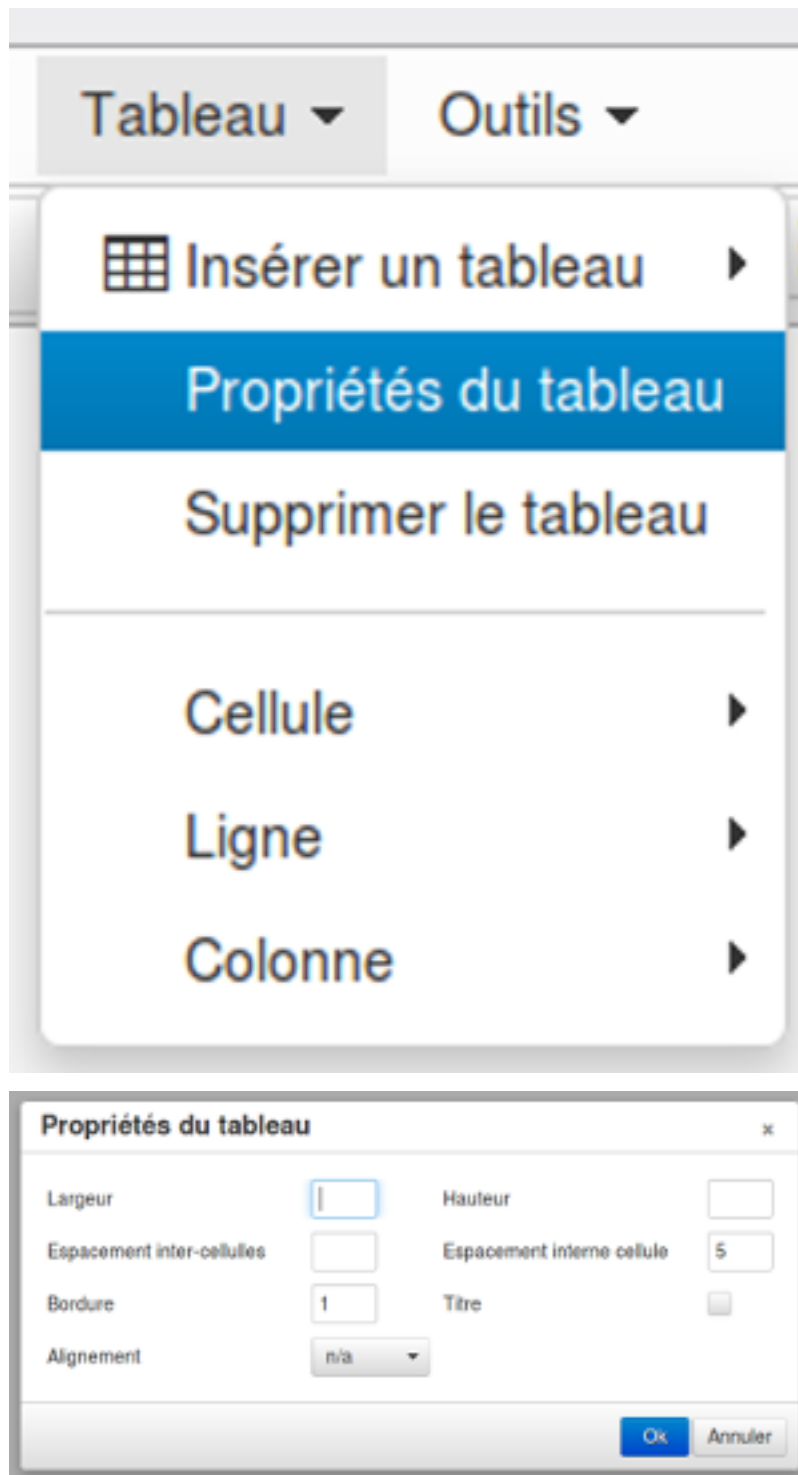 Tableau Outils
Insérer un tableau
Propriétés du tableau
Supprimer le tableau
Cellule
Ligne
Colonne
Propriétés du tableau ×
Largeur Hauteur
Espacement inter-cellulles Espacement interne cellule 5
Bordure 1 Titre
Alignement n/a
Ok Annuler